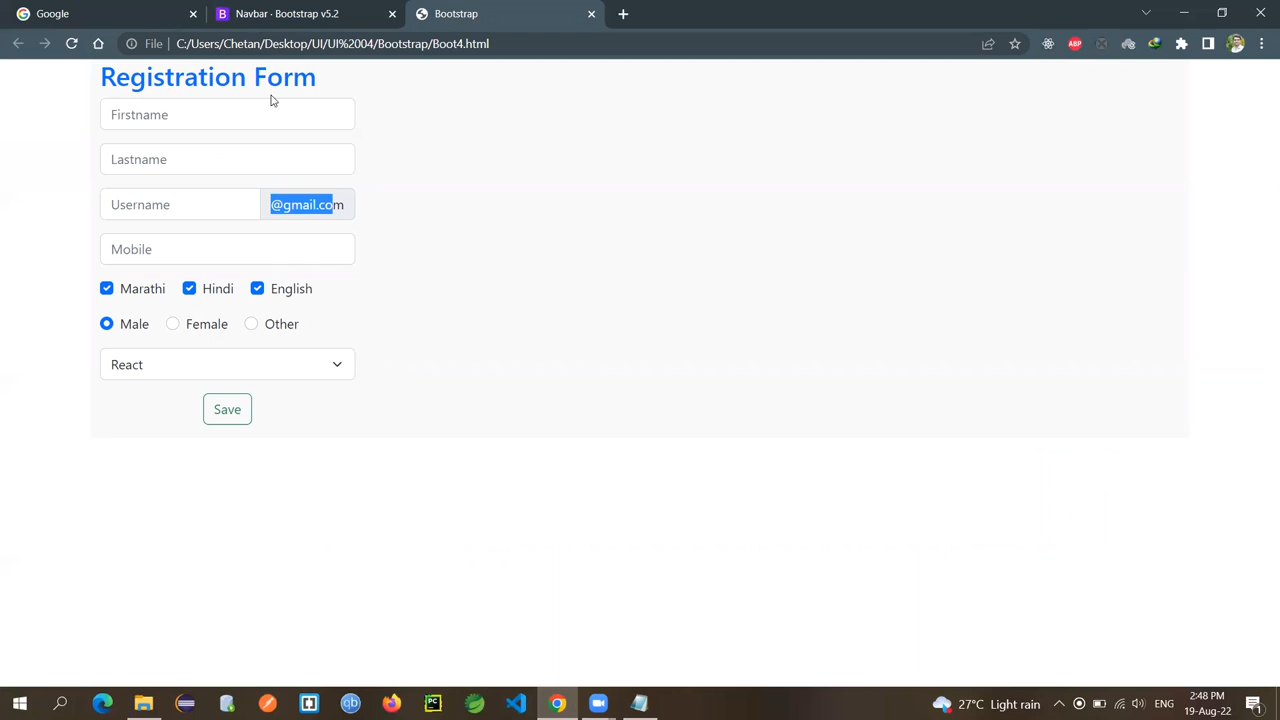 Google
Navbar · Bootstrap v5.2
Bootstrap
File
C:/Users/Chetan/Desktop/UI/UI%2004/Bootstrap/Boot4.html
ABP
Registration Form
Firstname
Lastname
Username
@gmail.com
Mobile
Marathi
Hindi
English
Male
Female
Other
React
Save
27°C Light rain
2:48 PM
19-Aug-22